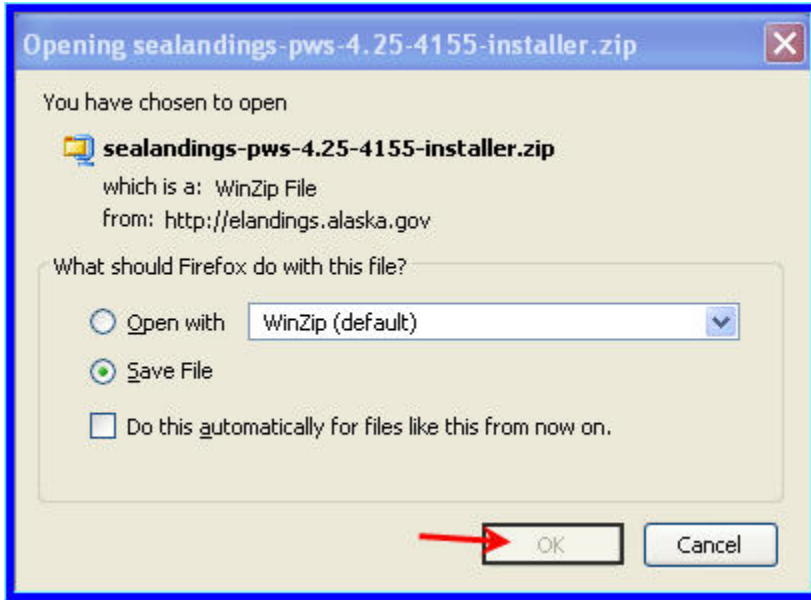 Opening sealandings-pws-4.25-4155-installer.zip
You have chosen to open
sealandings-pws-4.25-4155-installer.zip
which is a: WinZip File
from: http://elandings.alaska.gov
What should Firefox do with this file?
Open with WinZip (default)
Save File
Do this automatically for files like this from now on.
OK Cancel